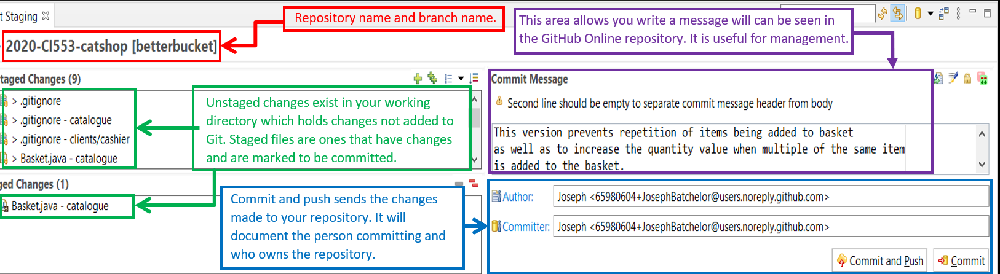 t Staging
Repository name and branch name.
This area allows you write a message will can be seen in
the GitHub Online repository. It is useful for management.
2020-CI553-catshop [betterbucket]
taged Changes (9)
> .gitignore
> .gitignore - catalogue
> .gitignore - clients/cashier
> Basket.java - catalogue
Unstaged changes exist in your working
directory which holds changes not added to
Git. Staged files are ones that have changes
and are marked to be committed.
Commit Message
Second line should be empty to separate commit message header from body
This version prevents repetition of items being added to basket
as well as to increase the quantity value when multiple of the same item
is added to the basket.
ged Changes (1)
Basket.java - catalogue
Commit and push sends the changes
made to your repository. It will
document the person committing and
who owns the repository.
Author: Joseph <65980604+JosephBatchelor@users.noreply.github.com>
Committer: Joseph <65980604+JosephBatchelor@users.noreply.github.com>
Commit and Push Commit